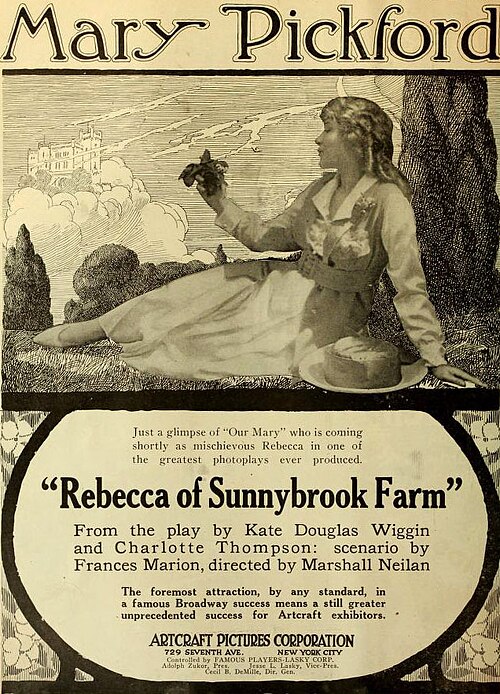 Mary Pickford
Just a glimpse of "Our Mary" who is coming
shortly as mischievous Rebecca in one of
the greatest photoplays ever produced.
"Rebecca of Sunnybrook Farm"
From the play by Kate Douglas Wiggin
and Charlotte Thompson: scenario by
Frances Marion, directed by Marshall Neilan
The foremost attraction, by any standard, in
a famous Broadway success means a still greater
unprecedented success for Artcraft exhibitors.
ARTCRAFT PICTURES CORPORATION
729 SEVENTH AVE. NEW YORK CITY
Controlled by FAMOUS PLAYERS-LASKY CORP.
Adolph Zukor, Pres. Jesse L. Lasky, Vice-Pres.
Cecil B. DeMille, Dir. Gen.